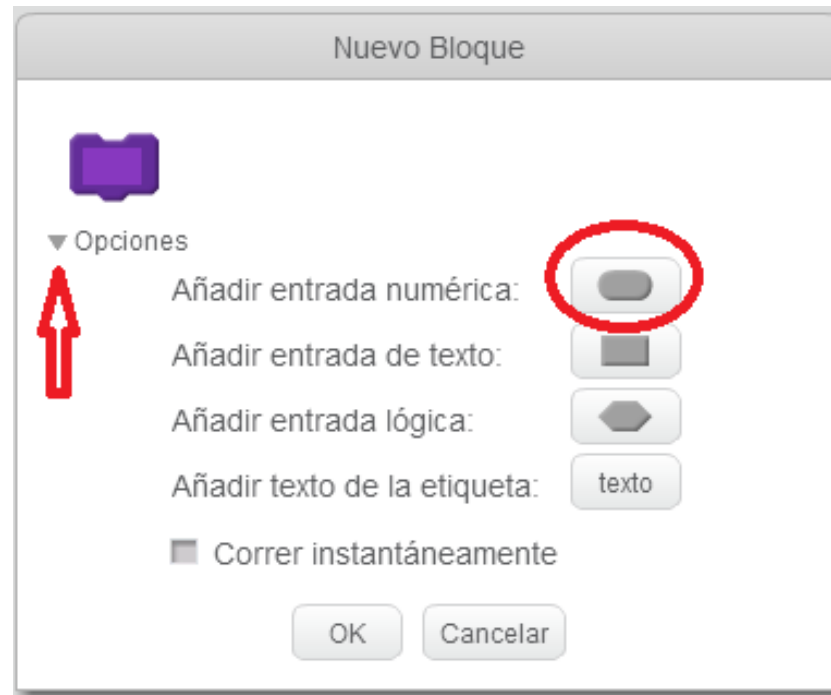 Nuevo Bloque
Opciones
Añadir entrada numérica:
Añadir entrada de texto:
Añadir entrada lógica:
Añadir texto de la etiqueta: texto
Correr instantáneamente
OK Cancelar